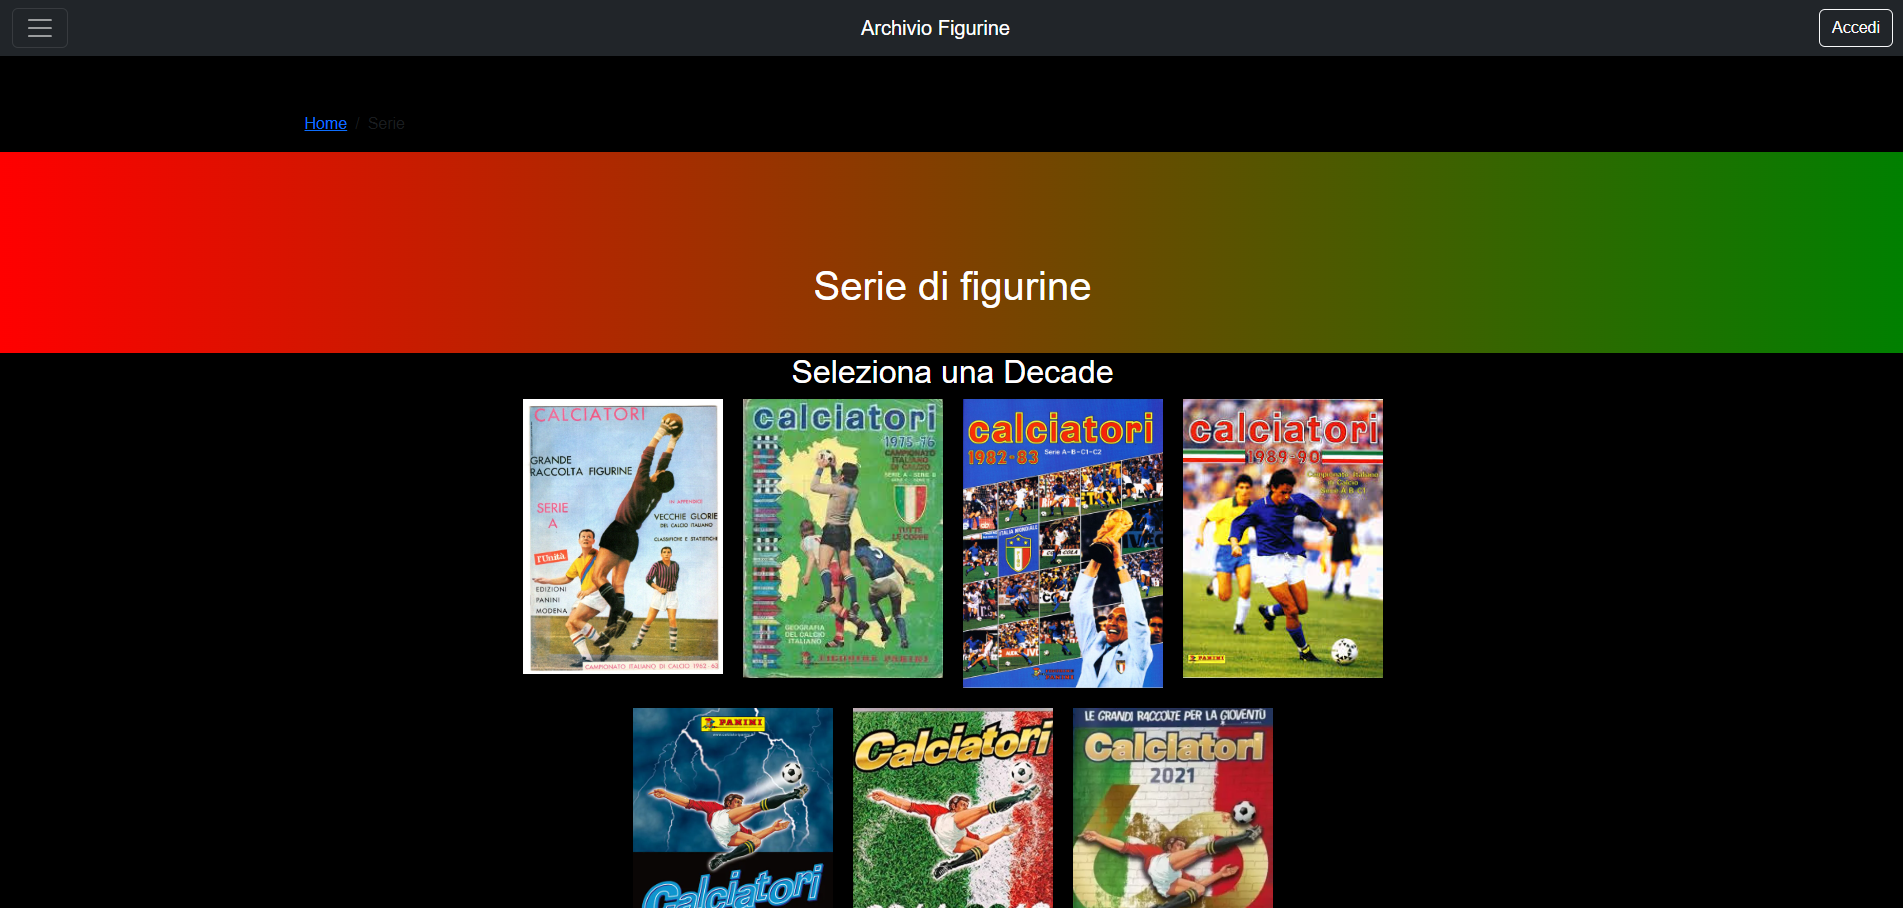 Archivio Figurine
Accedi
Home / Serie
Serie di figurine
Seleziona una Decade
CALCIATORI
GRANDE
RACCOLTA FIGURINE
SERIE
A
IN APPENDICE
VECCHIE GLORIE
DEL CALCIO ITALIANO
CLASSIFICHE E STATISTICHE
l'Unità
EDIZIONI
PANINI
MODENA
CAMPIONATO ITALIANO DI CALCIO 1962-63
calciatori
1975-76
CAMPIONATO
ITALIANO
DI CALCIO
SERIE A - SERIE B
TUTTE
LE COPPE
GEOGRAFIA
DEL CALCIO
ITALIANO
FIGURINE PANINI
calciatori
1982-83 Serie A-B-C1-C2
calciatori
1989-90
Campionato Italiano
di Calcio
Serie A B C1
PANINI
PANINI
Calciatori
Calciatori
LE GRANDI RACCOLTE PER LA GIOVENTÙ
Calciatori
2021
60